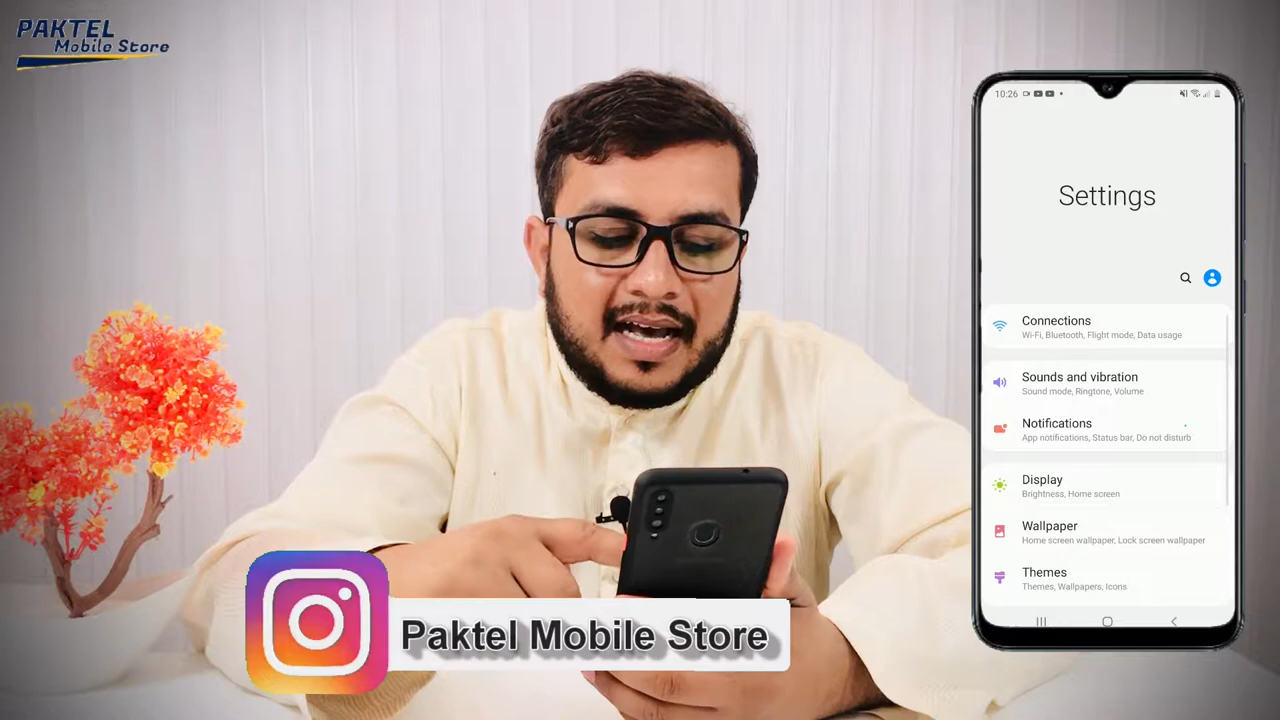 PAKTEL
Mobile Store
10:26
Settings
Connections
Wi-Fi, Bluetooth, Flight mode, Data usage
Sounds and vibration
Sound mode, Ringtone, Volume
Notifications
App notifications, Status bar, Do not disturb
Display
Brightness, Home screen
Wallpaper
Home screen wallpaper, Lock screen wallpaper
Themes
Themes, Wallpapers, Icons
Paktel Mobile Store